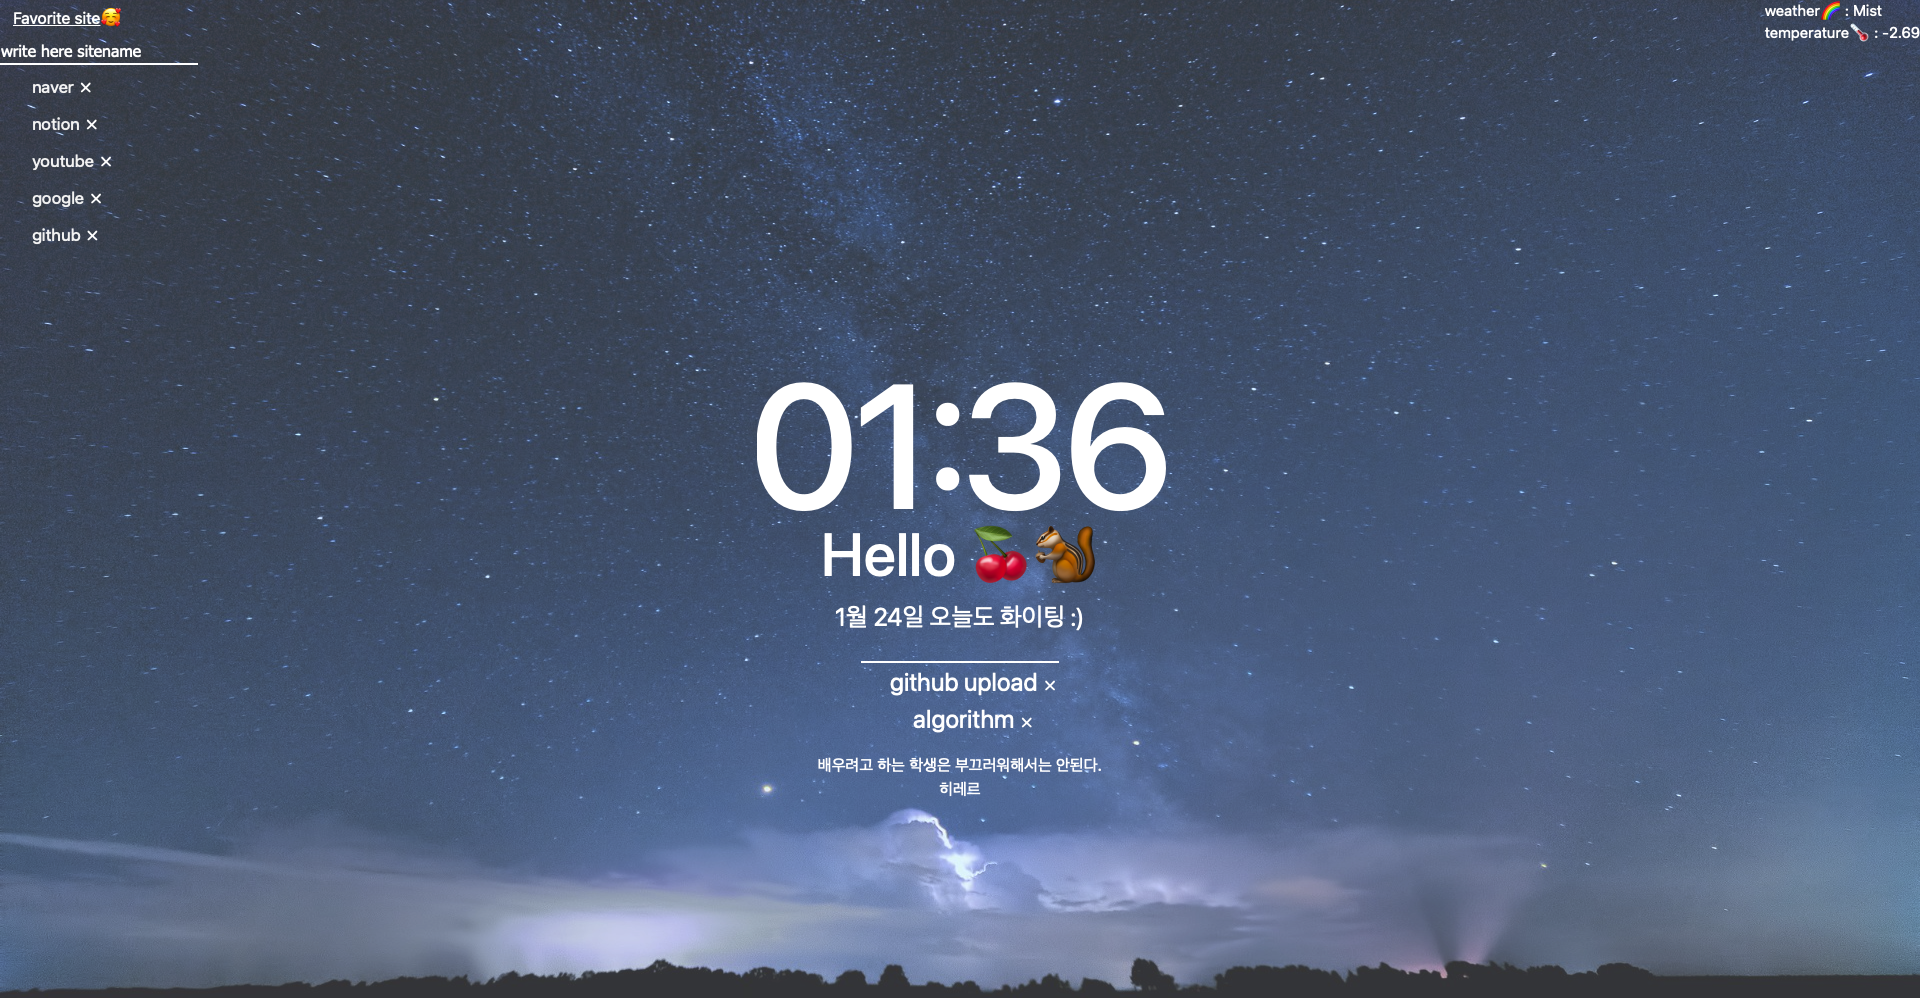 Favorite site🥰
write here sitename
naver ✕
notion ✕
youtube ✕
google ✕
github ✕
weather🌈 : Mist
temperature🌡️ : -2.69
01:36
Hello 🍒🐿️
1월 24일 오늘도 화이팅 :)
github upload ✕
algorithm ✕
배우려고 하는 학생은 부끄러워해서는 안된다.
히레르